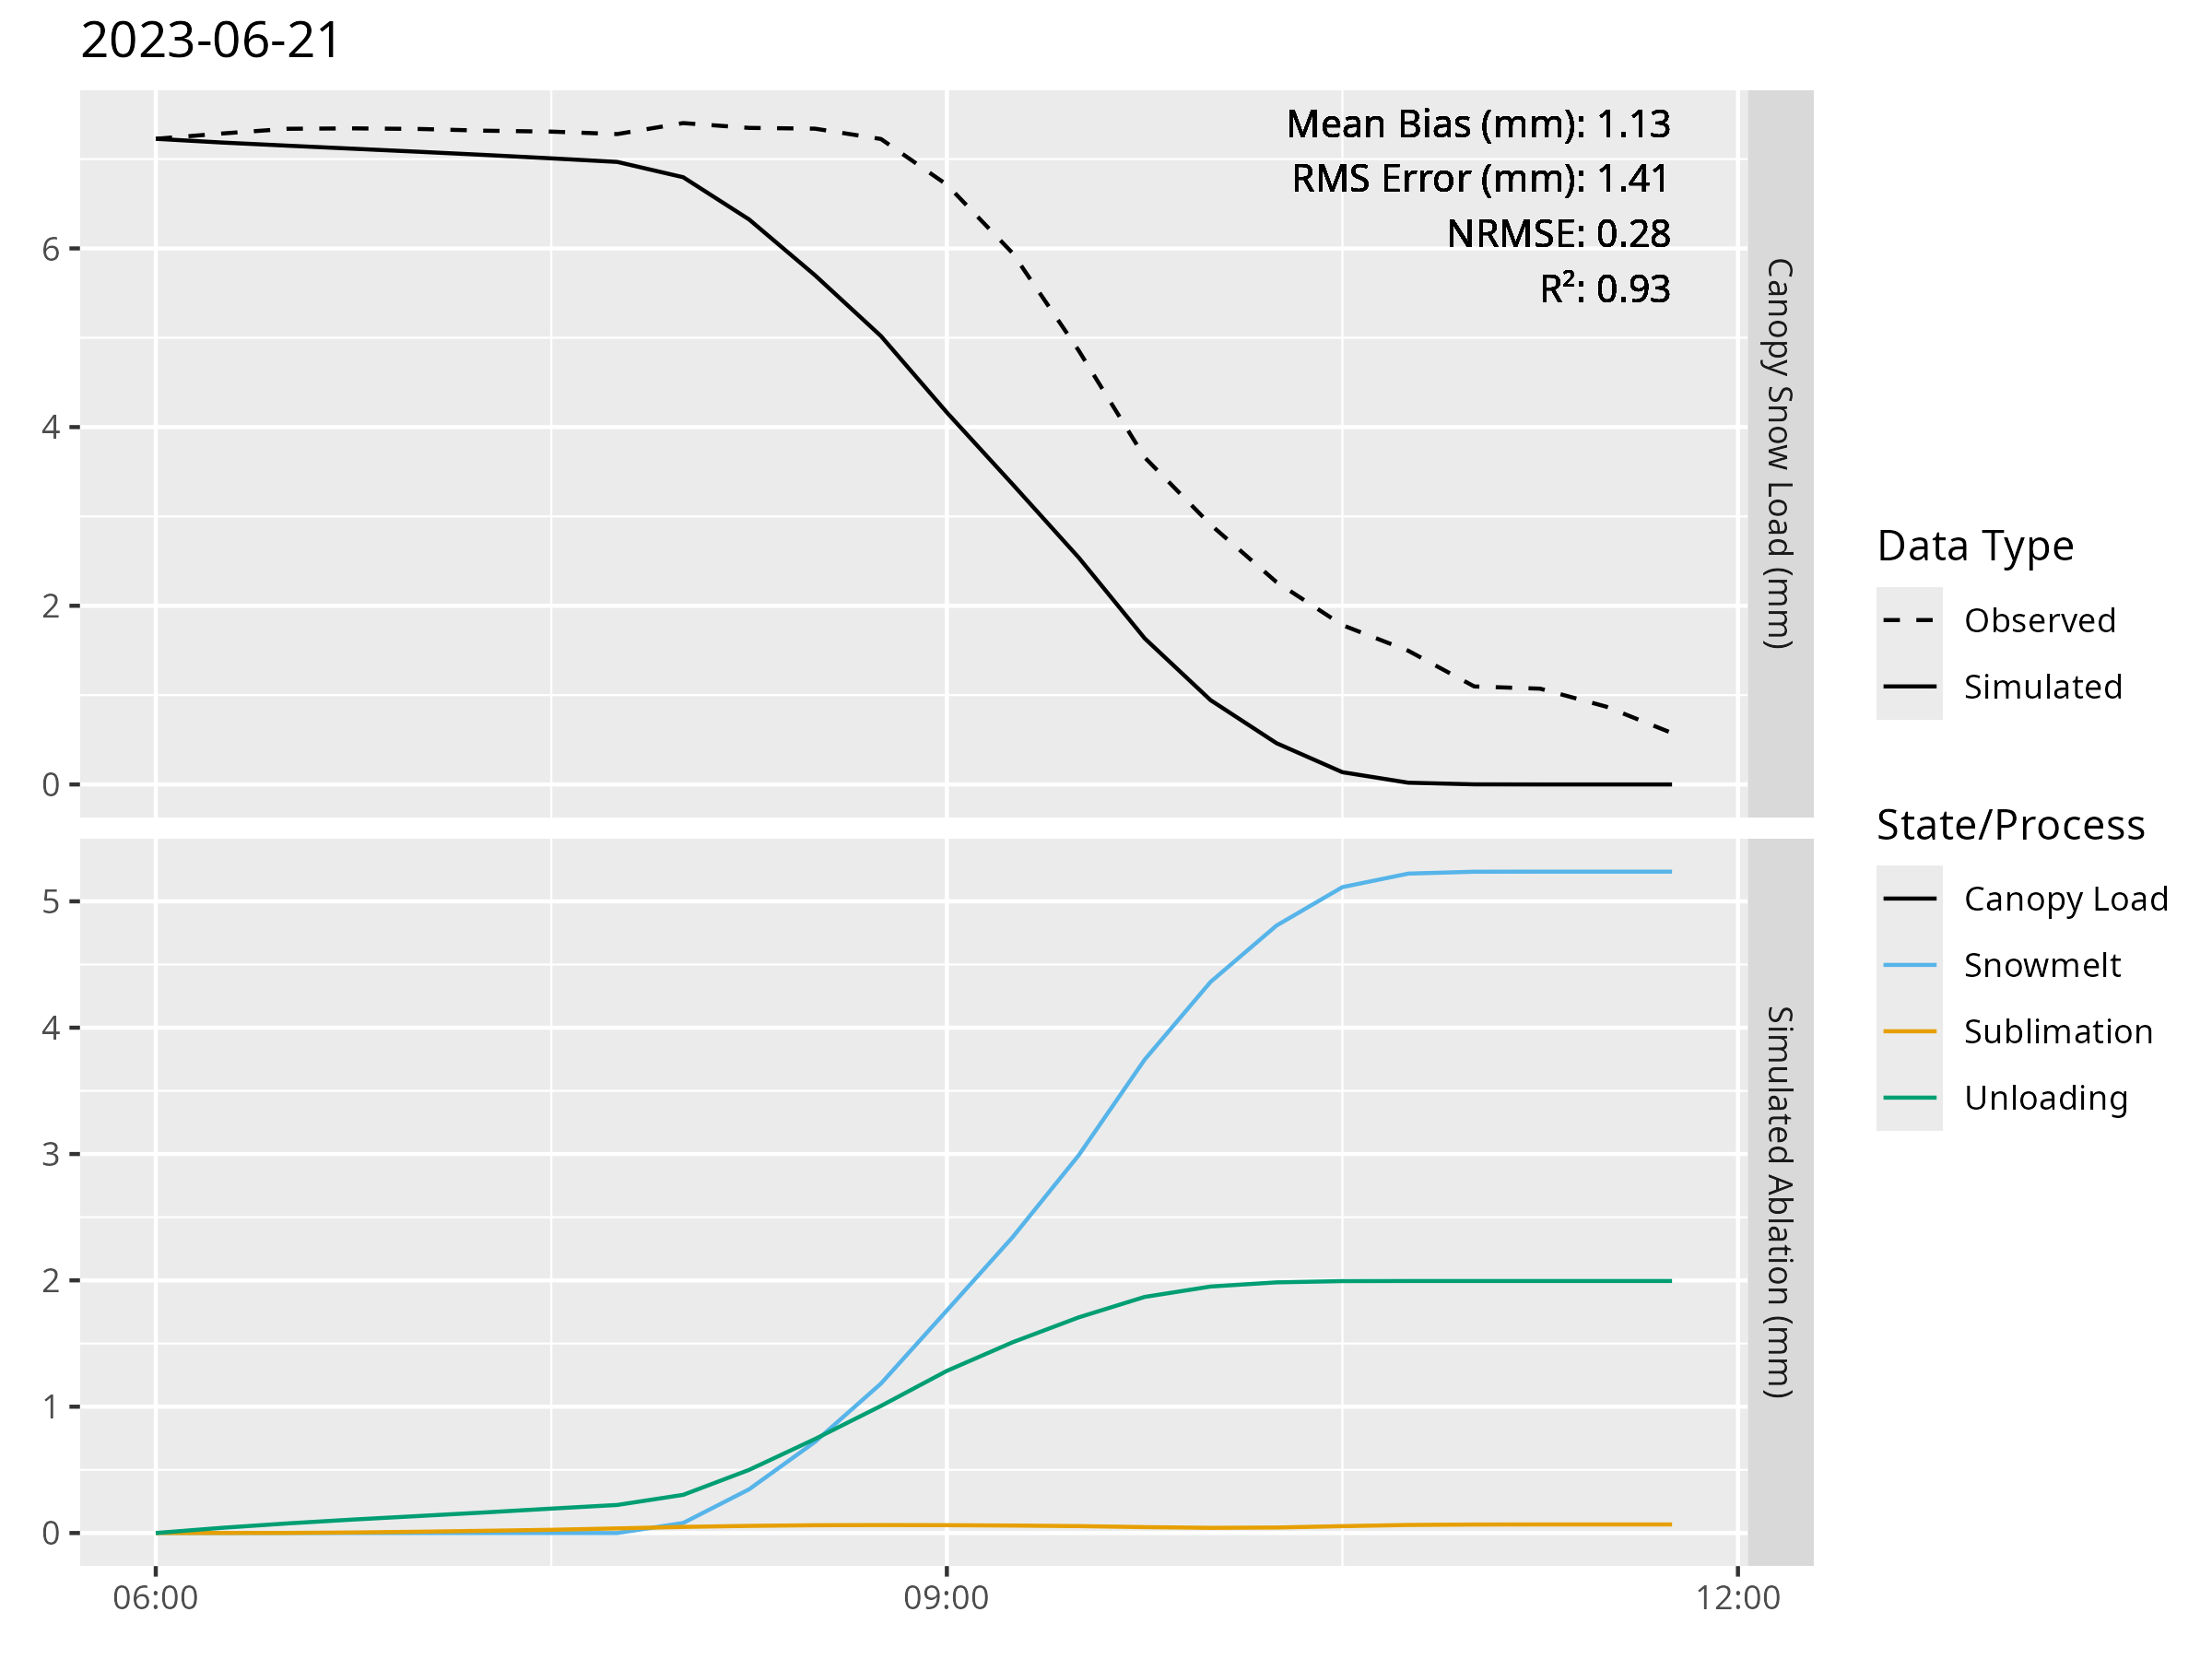 2023-06-21
Mean Bias (mm): 1.13
RMS Error (mm): 1.41
NRMSE: 0.28
R²: 0.93
6
4
2
0
Canopy Snow Load (mm)
5
4
3
2
1
0
Simulated Ablation (mm)
06:00
09:00
12:00
Data Type
Observed
Simulated
State/Process
Canopy Load
Snowmelt
Sublimation
Unloading